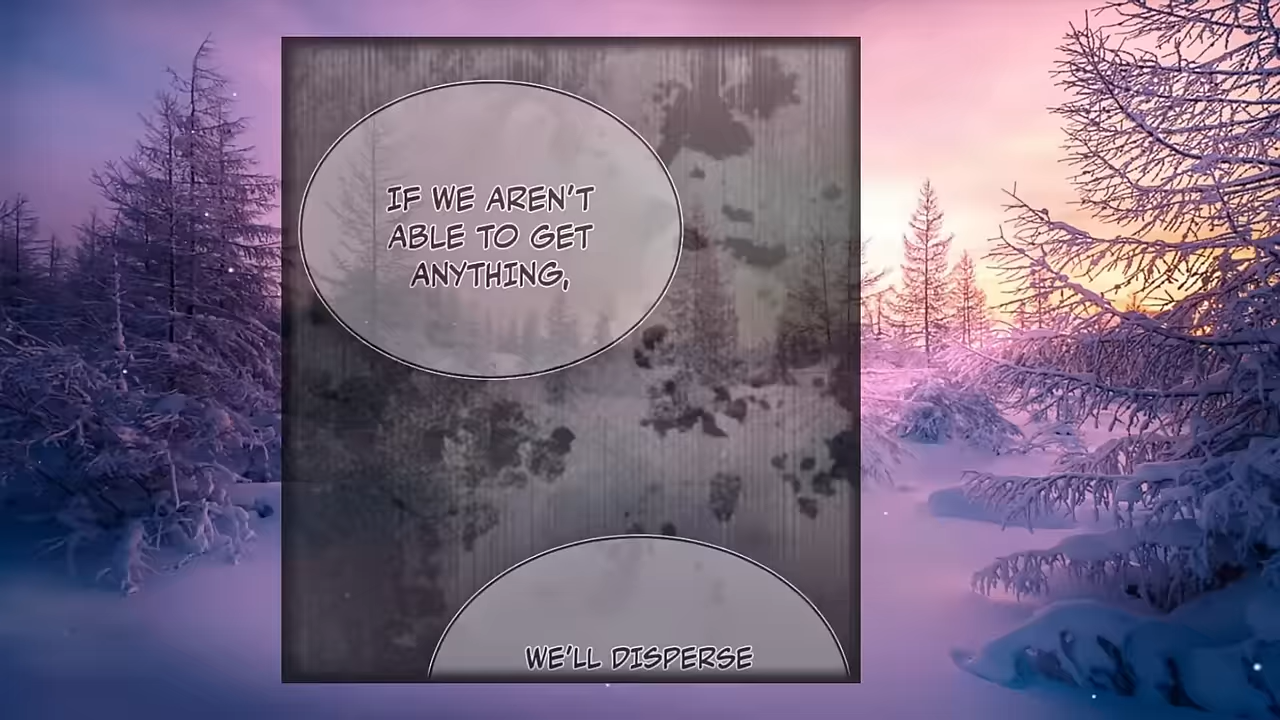 IF WE AREN'T
ABLE TO GET
ANYTHING,
WE'LL DISPERSE